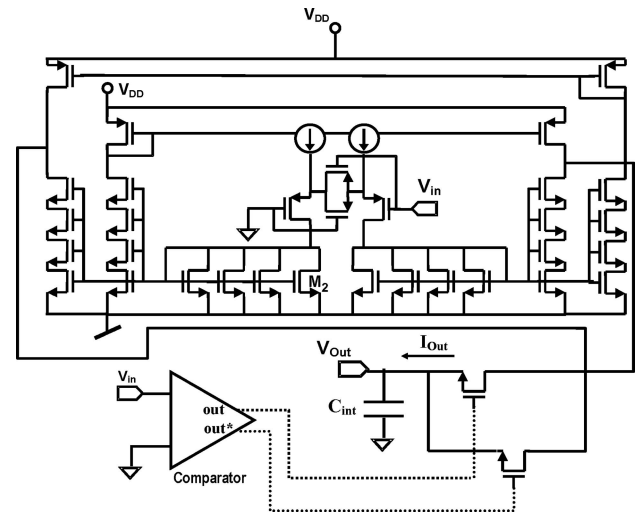 VDD
VDD
Vin
M2
VOut
IOut
Vin
out
out*
Cint
Comparator